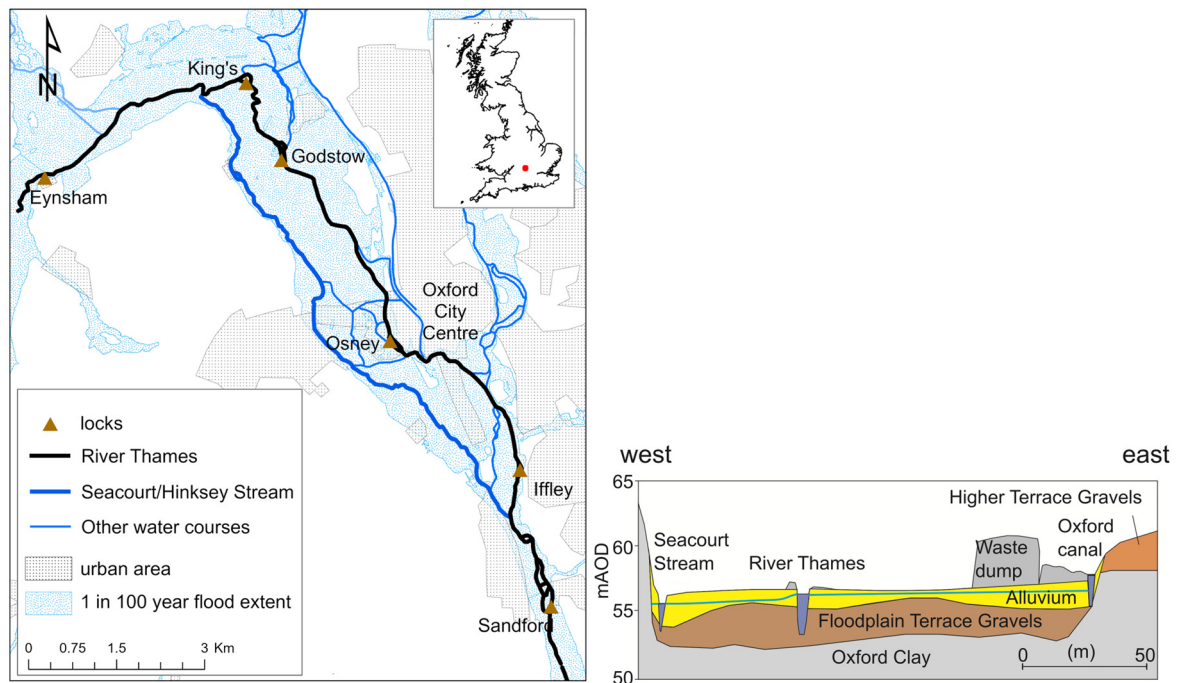 N
King's
Godstow
Eynsham
Oxford
City
Centre
Osney
Iffley
Sandford
locks
River Thames
Seacourt/Hinksey Stream
Other water courses
urban area
1 in 100 year flood extent
0 0.75 1.5 3 Km
west east
65
60
55
50
mAOD
Higher Terrace Gravels
Seacourt
Stream
River Thames
Waste
dump
Oxford
canal
Alluvium
Floodplain Terrace Gravels
Oxford Clay
0 (m) 50